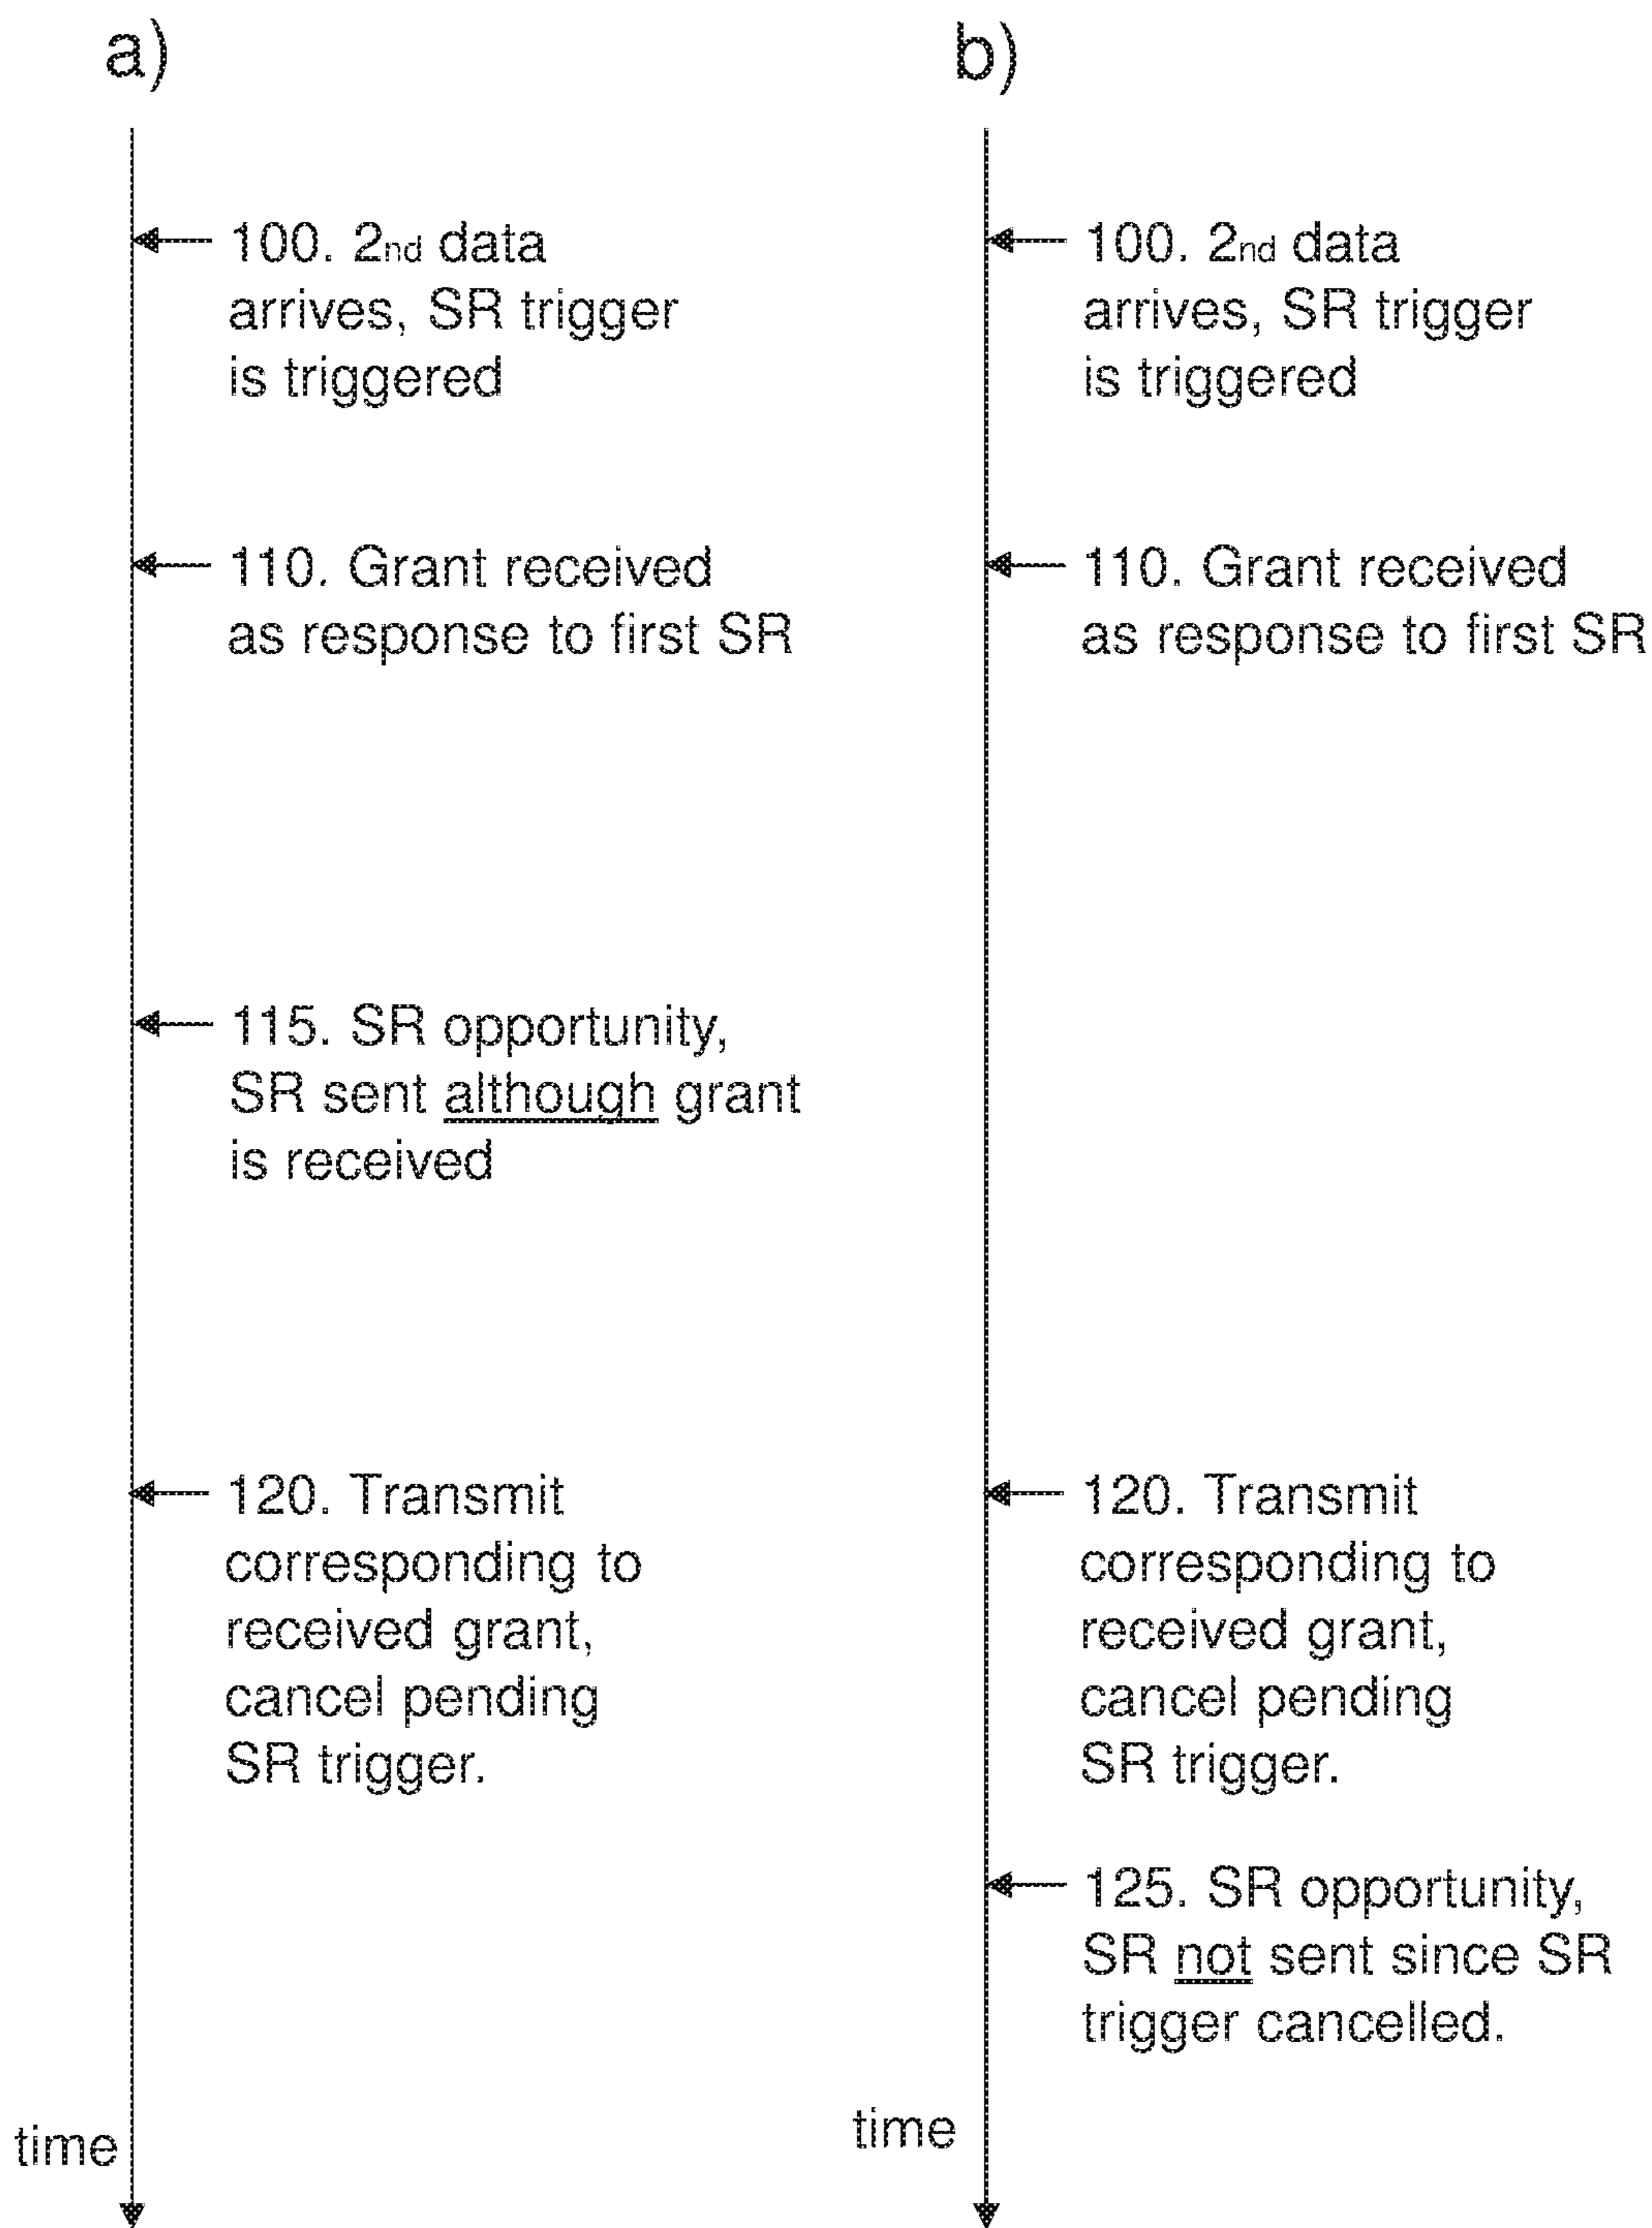 a)
100. 2nd data
arrives, SR trigger
is triggered
110. Grant received
as response to first SR
115. SR opportunity,
SR sent although grant
is received
120. Transmit
corresponding to
received grant,
cancel pending
SR trigger.
time
b)
100. 2nd data
arrives, SR trigger
is triggered
110. Grant received
as response to first SR
120. Transmit
corresponding to
received grant,
cancel pending
SR trigger.
125. SR opportunity,
SR not sent since SR
trigger cancelled.
time